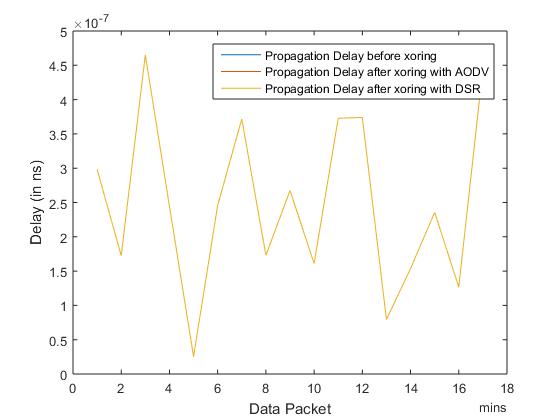 ×10-7
5
4.5
4
3.5
3
2.5
2
1.5
1
0.5
0
Delay (in ns)
Propagation Delay before xoring
Propagation Delay after xoring with AODV
Propagation Delay after xoring with DSR
0 2 4 6 8 10 12 14 16 18
Data Packet
mins